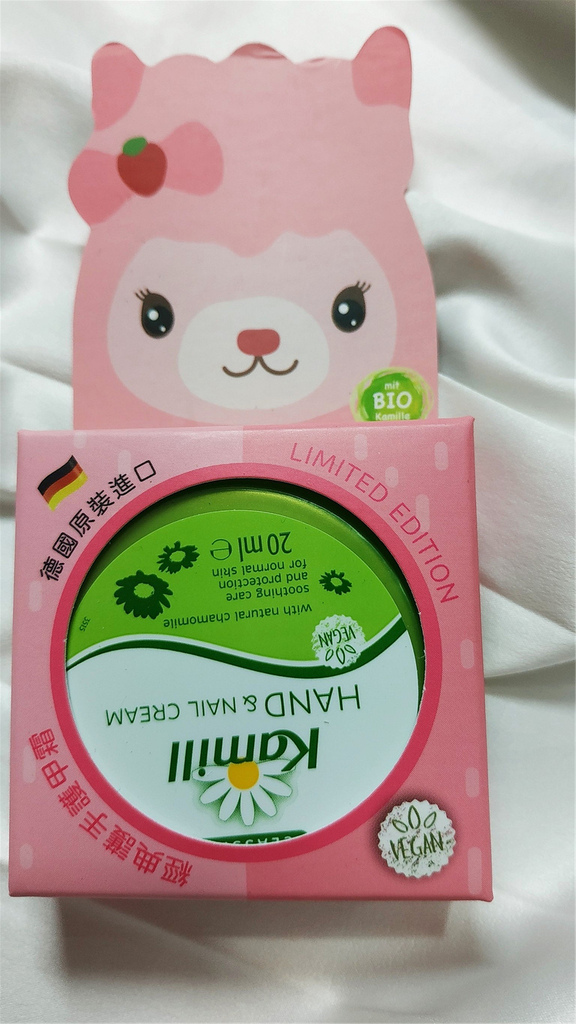 mit
BIO
Kamille
LIMITED EDITION
德國原裝進口
Kamill
HAND & NAIL CREAM
VEGAN
With natural chamomile
soothing care
and protection
for normal skin
20 ml e
經典護手護甲霜
VEGAN